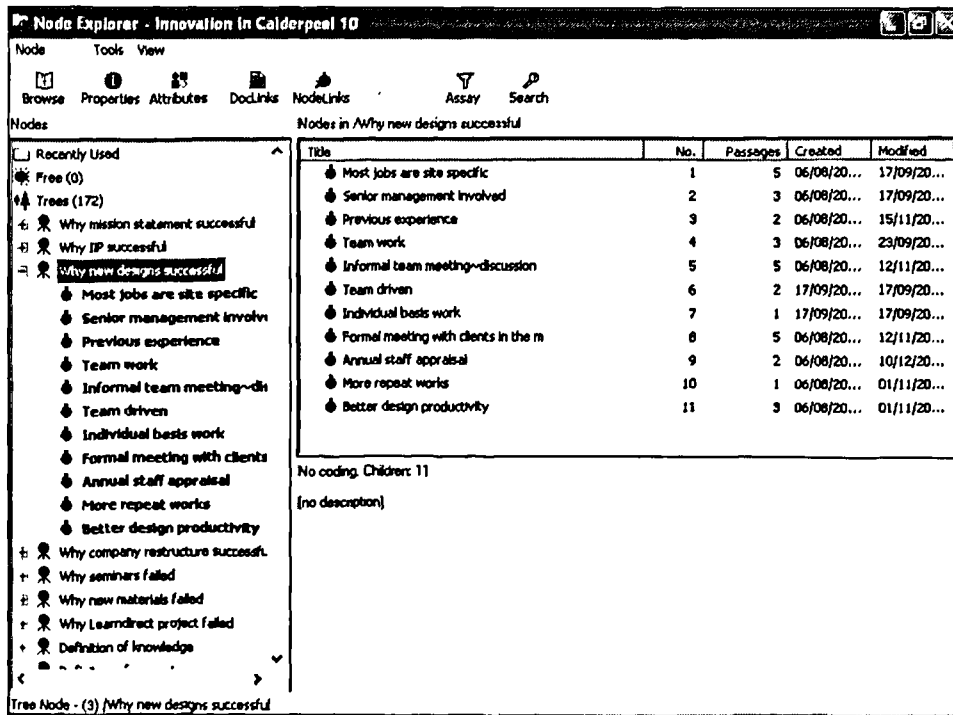 Node Explorer - Innovation in Calderpeel 10
Node Tools View
Browse Properties Attributes DocLinks NodeLinks Assay Search
Nodes
Recently Used
Free (0)
Trees (172)
Why mission statement successful
Why IIP successful
Why new designs successful
Most jobs are site specific
Senior management involv
Previous experience
Team work
Informal team meeting~di
Team driven
Individual basis work
Formal meeting with clients
Annual staff appraisal
More repeat works
Better design productivity
Why company restructure successfu
Why seminars failed
Why new materials failed
Why Learndirect project failed
Definition of knowledge
Nodes in /Why new designs successful
Title No. Passages Created Modified
Most jobs are site specific 1 5 06/08/20... 17/09/20...
Senior management involved 2 3 06/08/20... 17/09/20...
Previous experience 3 2 06/08/20... 15/11/20...
Team work 4 3 06/08/20... 23/09/20...
Informal team meeting~discussion 5 5 06/08/20... 12/11/20...
Team driven 6 2 17/09/20... 17/09/20...
Individual basis work 7 1 17/09/20... 17/09/20...
Formal meeting with clients in the m 8 5 06/08/20... 12/11/20...
Annual staff appraisal 9 2 06/08/20... 10/12/20...
More repeat works 10 1 06/08/20... 01/11/20...
Better design productivity 11 3 06/08/20... 01/11/20...
No coding. Children: 11
[no description]
Tree Node - (3) /Why new designs successful